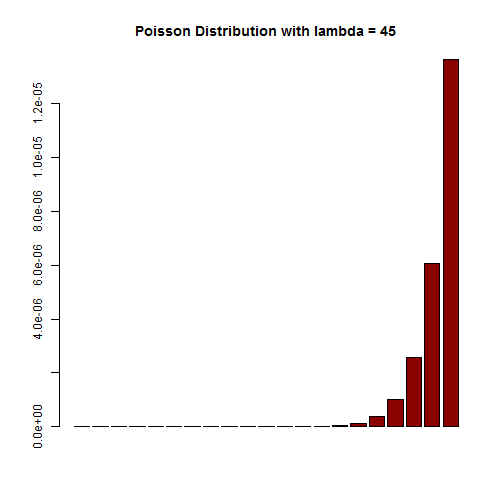 Poisson Distribution with lambda = 45
1.2e-05
1.0e-05
8.0e-06
6.0e-06
4.0e-06
0.0e+00